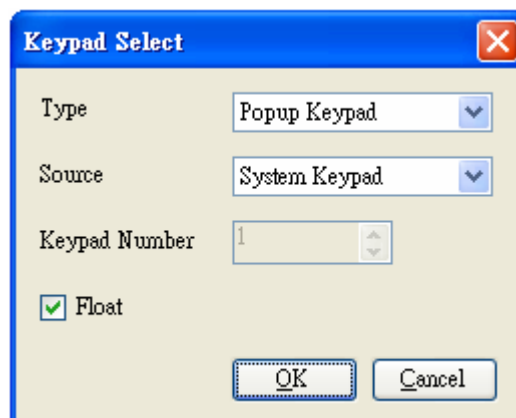 Keypad Select
Type Popup Keypad
Source System Keypad
Keypad Number 1
Float
OK Cancel